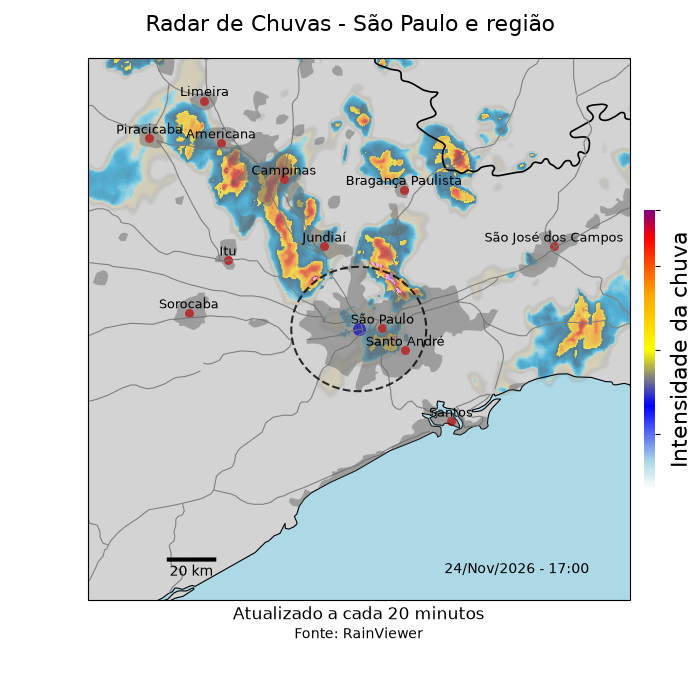 Radar de Chuvas - São Paulo e região
Limeira
Piracicaba
Americana
Campinas
Bragança Paulista
Jundiaí
São José dos Campos
Itu
Sorocaba
São Paulo
Santo André
Santos
Intensidade da chuva
20 km
24/Nov/2026 - 17:00
Atualizado a cada 20 minutos
Fonte: RainViewer